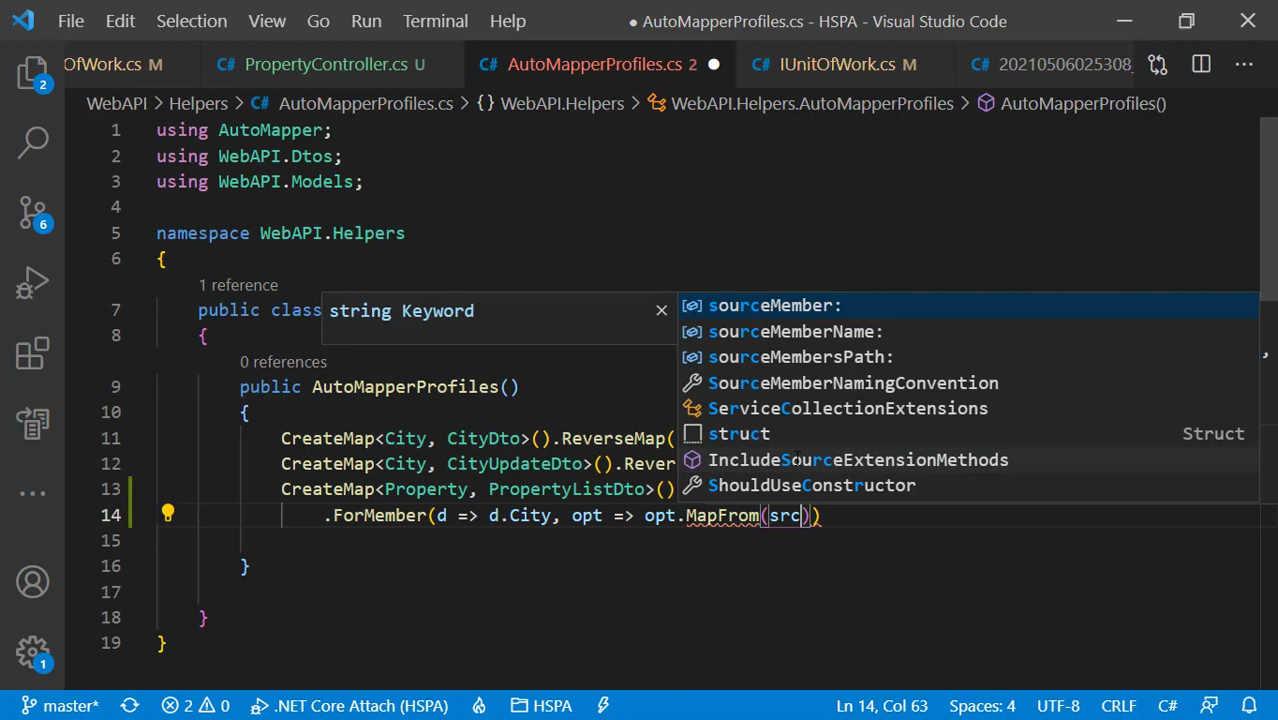 File Edit Selection View Go Run Terminal Help ● AutoMapperProfiles.cs - HSPA - Visual Studio Code
OfWork.cs M C# PropertyController.cs U C# AutoMapperProfiles.cs 2 C# IUnitOfWork.cs M C# 20210506025308_
WebAPI > Helpers > C# AutoMapperProfiles.cs > {} WebAPI.Helpers > WebAPI.Helpers.AutoMapperProfiles > AutoMapperProfiles()
1 using AutoMapper;
2 using WebAPI.Dtos;
3 using WebAPI.Models;
4
5 namespace WebAPI.Helpers
6 {
1 reference
7 public class
string Keyword
sourceMember:
sourceMemberName:
sourceMembersPath:
SourceMemberNamingConvention
ServiceCollectionExtensions
struct Struct
IncludeSourceExtensionMethods
ShouldUseConstructor
8 {
0 references
9 public AutoMapperProfiles()
10 {
11 CreateMap<City, CityDto>().ReverseMap(
12 CreateMap<City, CityUpdateDto>().Rever
13 CreateMap<Property, PropertyListDto>()
14 .ForMember(d => d.City, opt => opt.MapFrom(src))
15
16 }
17
18 }
19 }
2
6
1
master* 2 0 .NET Core Attach (HSPA) HSPA Ln 14, Col 63 Spaces: 4 UTF-8 CRLF C#